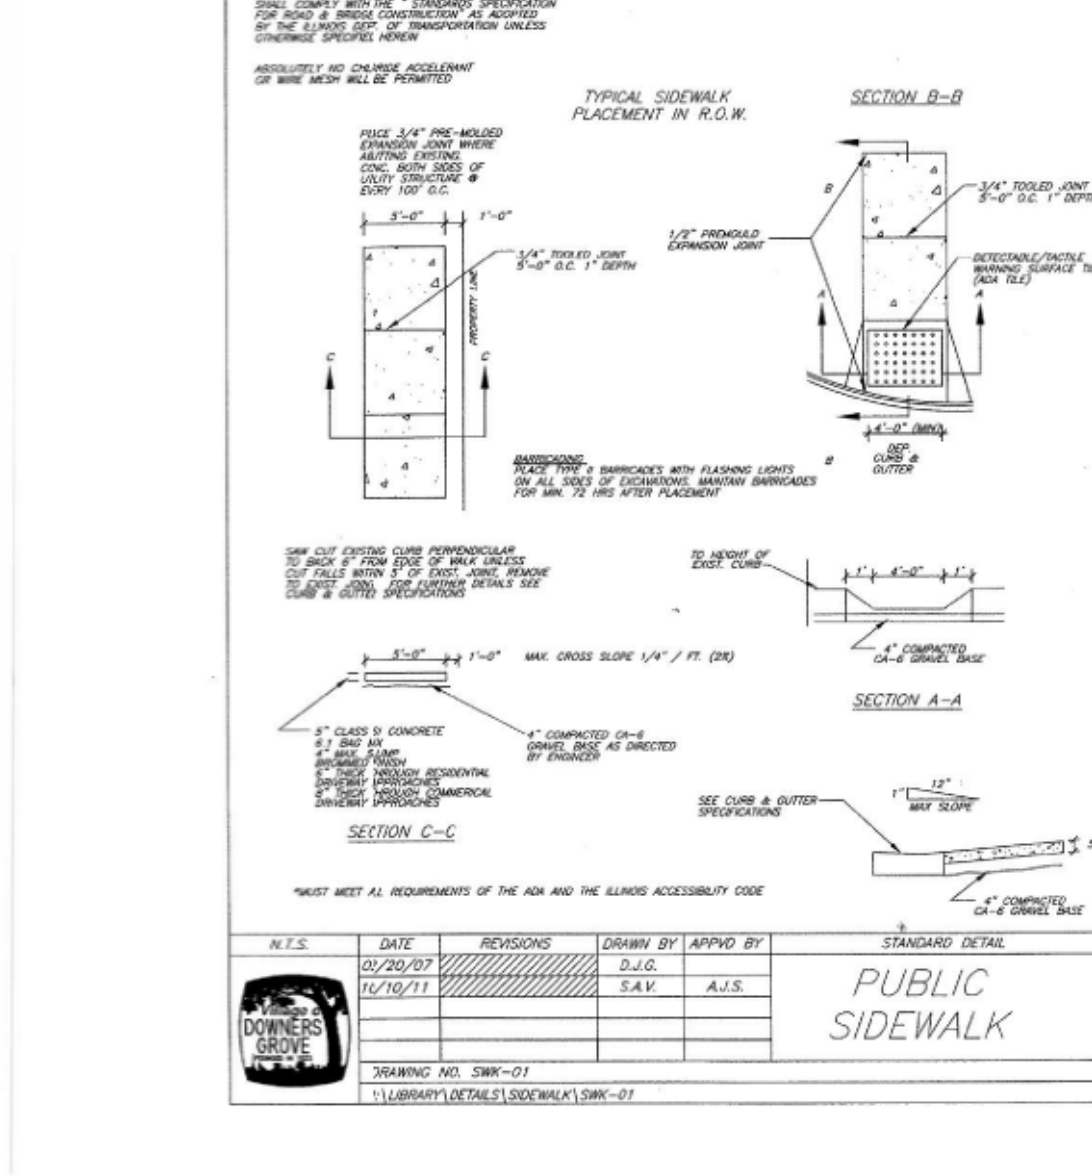 SHALL COMPLY WITH THE " STANDARDS SPECIFICATION
FOR ROAD & BRIDGE CONSTRUCTION" AS ADOPTED
BY THE ILLINOIS DEPT. OF TRANSPORTATION UNLESS
OTHERWISE SPECIFIEL HEREIN
ABSOLUTELY NO CHLORIDE ACCELERANT
OR WIRE MESH WILL BE PERMITTED
TYPICAL SIDEWALK
PLACEMENT IN R.O.W.
SECTION B-B
PLACE 3/4" PRE-MOLDED
EXPANSION JOINT WHERE
ABUTTING EXISTING
CONC. BOTH SIDES OF
UTILITY STRUCTURE @
EVERY 100' O.C.
5'-0"
1'-0"
3/4" TOOLED JOINT
5'-0" O.C. 1" DEPTH
PROPERTY LINE
C
C
B
3/4" TOOLED JOINT
5'-0" O.C. 1" DEPTH
1/2" PREMOULD
EXPANSION JOINT
DETECTABLE/TACTILE
WARNING SURFACE
(ADA TILE)
A
A
4'-0" (MIN)
DEP.
CURB &
GUTTER
B
BARRICADING
PLACE TYPE II BARRICADES WITH FLASHING LIGHTS
ON ALL SIDES OF EXCAVATIONS. MAINTAIN BARRICADES
FOR MIN. 72 HRS AFTER PLACEMENT
SAW CUT EXISTNG CURB PERPENDICULAR
TO BACK 6" FROM EDGE OF WALK UNLESS
CUT FALLS WITHIN 5' OF EXIST. JOINT, REMOVE
TO EXIST. JOING. FOR FURTHER DETAILS SEE
CURB & GUTTER SPECIFICATIONS
TO HEIGHT OF
EXIST. CURB
1'
4'-0"
1'
4" COMPACTED
CA-6 GRAVEL BASE
SECTION A-A
5'-0"
1'-0"
MAX. CROSS SLOPE 1/4" / FT. (2%)
5" CLASS SI CONCRETE
6.1 BAG MIX
4" MAX. SLUMP
BROMMED FINISH
6" THICK THROUGH RESIDENTIAL
DRIVEWAY APPROACHES
8" THICK THROUGH COMMERICAL
DRIVEWAY APPROACHES
4" COMPACTED CA-6
GRAVEL BASE AS DIRECTED
BY ENGINEER
SECTION C-C
SEE CURB & GUTTER
SPECIFICATIONS
12"
1"
MAX SLOPE
4" COMPACTED
CA-6 GRAVEL BASE
*MUST MEET ALL REQUIREMENTS OF THE ADA AND THE ILLINOIS ACCESSIBILITY CODE
N.T.S.
DATE
REVISIONS
DRAWN BY
APPVD BY
STANDARD DETAIL
/20/07
D.J.G.
10/10/11
S.A.V.
A.J.S.
PUBLIC
SIDEWALK
Village
DOWNERS
GROVE
DRAWING NO. SWK-01
:\LIBRARY\DETAILS\SIDEWALK\SWK-01